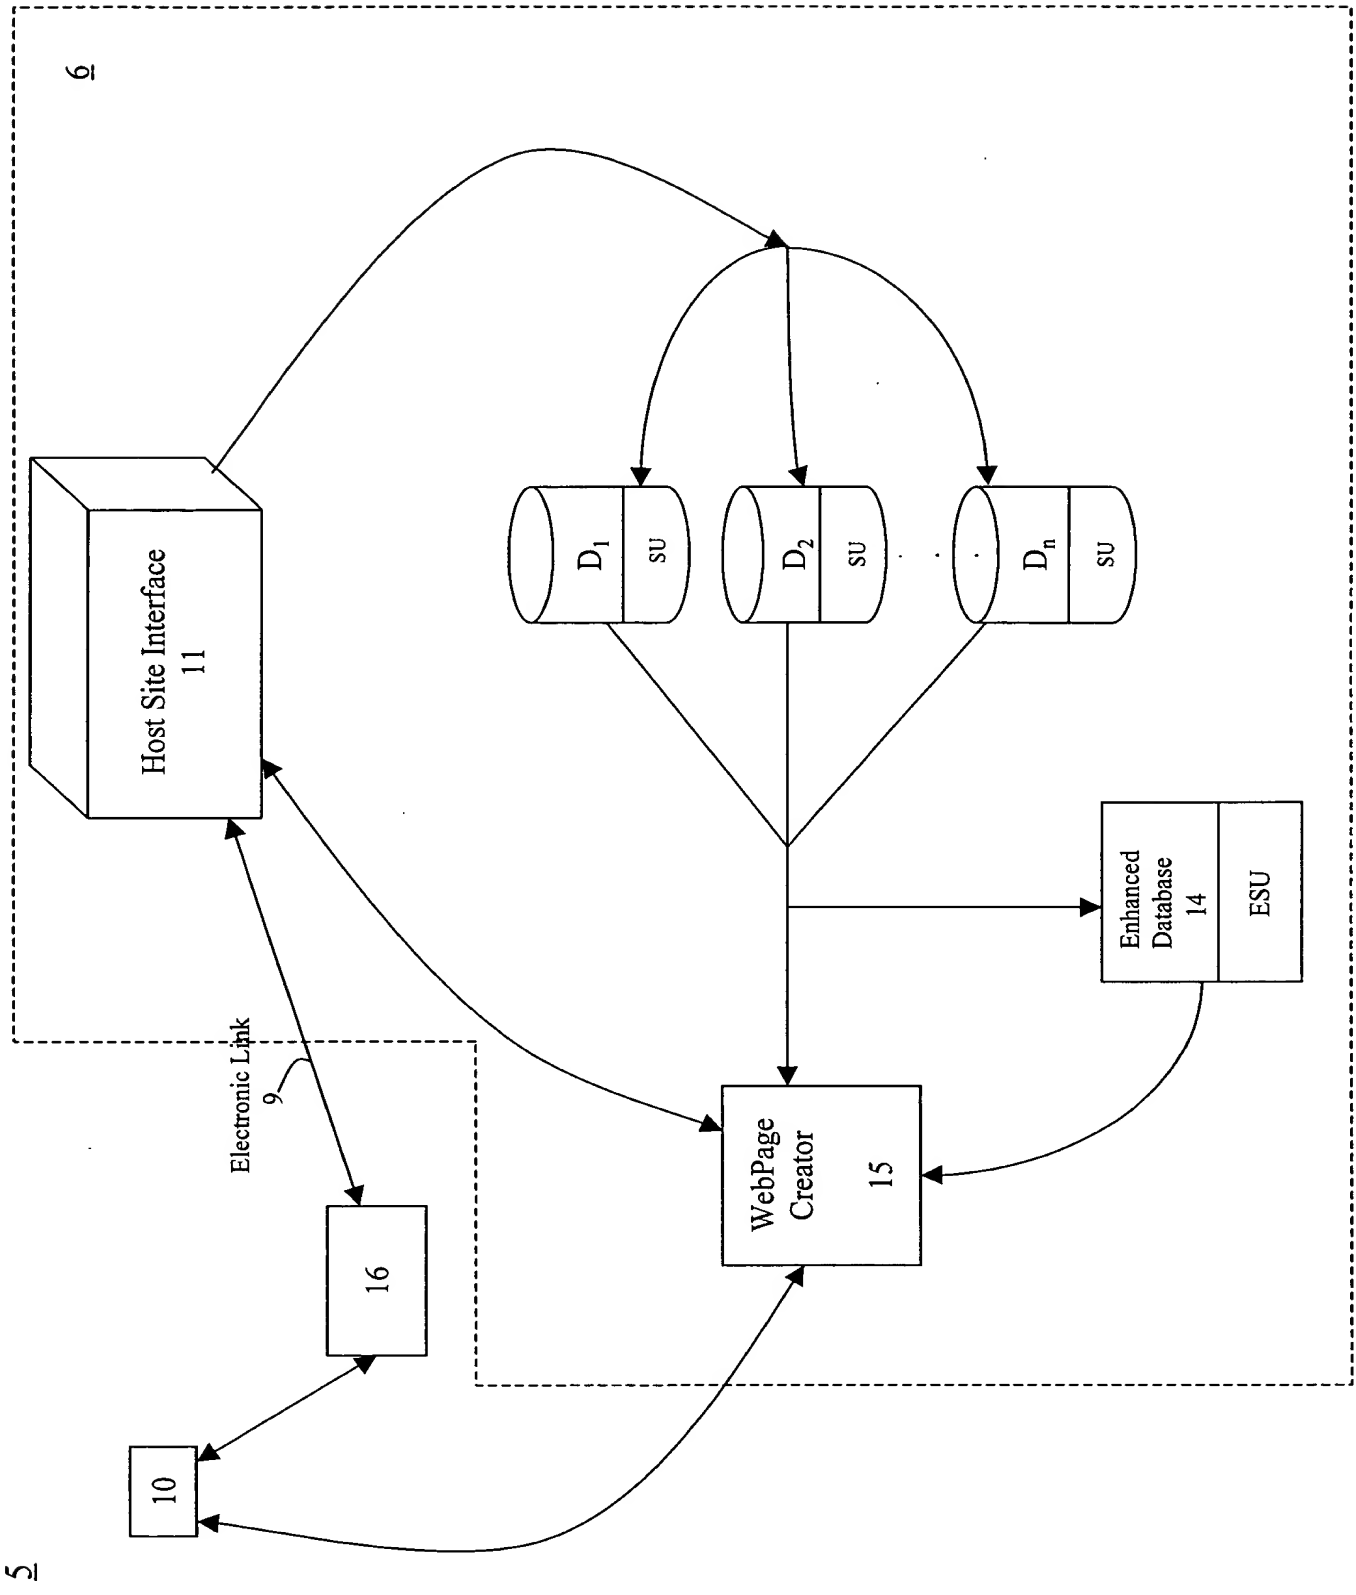 5
10
16
Electronic Link
9
Host Site Interface
11
6
WebPage
Creator
15
D1
SU
D2
SU
. . .
Dn
SU
Enhanced
Database
14
ESU